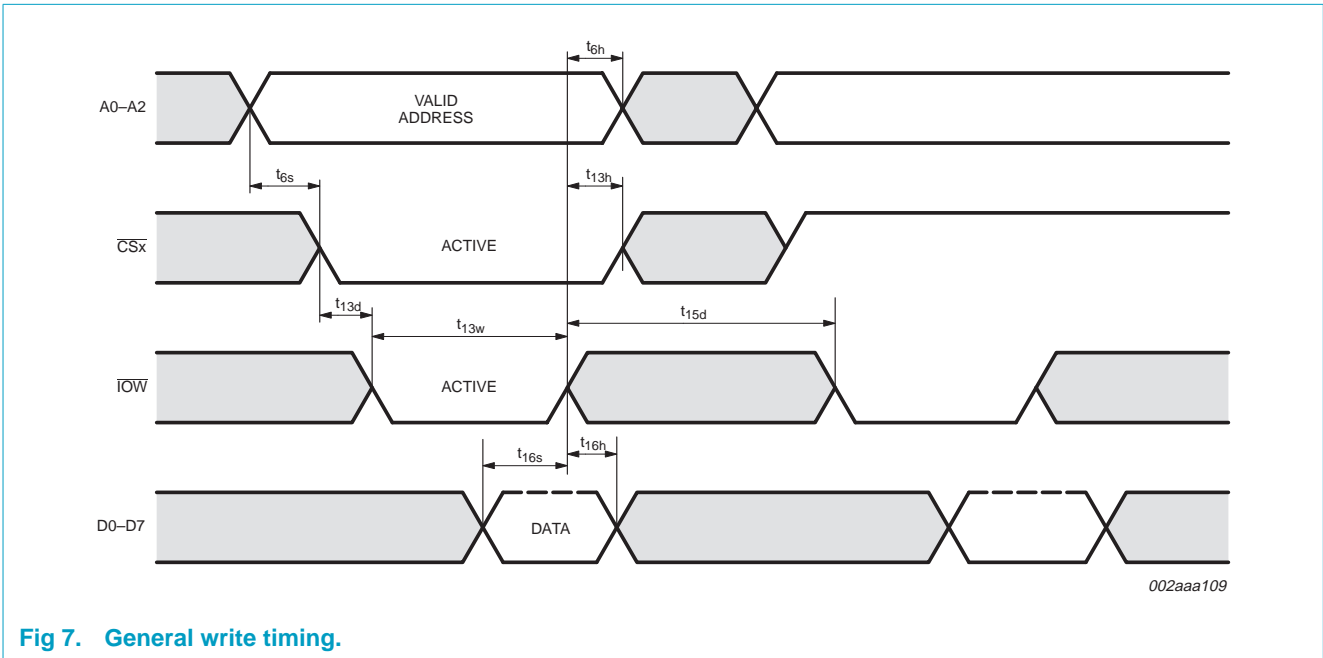 t6h
A0–A2
VALID
ADDRESS
t6s
t13h
CSx
ACTIVE
t13d
t13w
t15d
IOW
ACTIVE
t16s
t16h
D0–D7
DATA
002aaa109
Fig 7. General write timing.